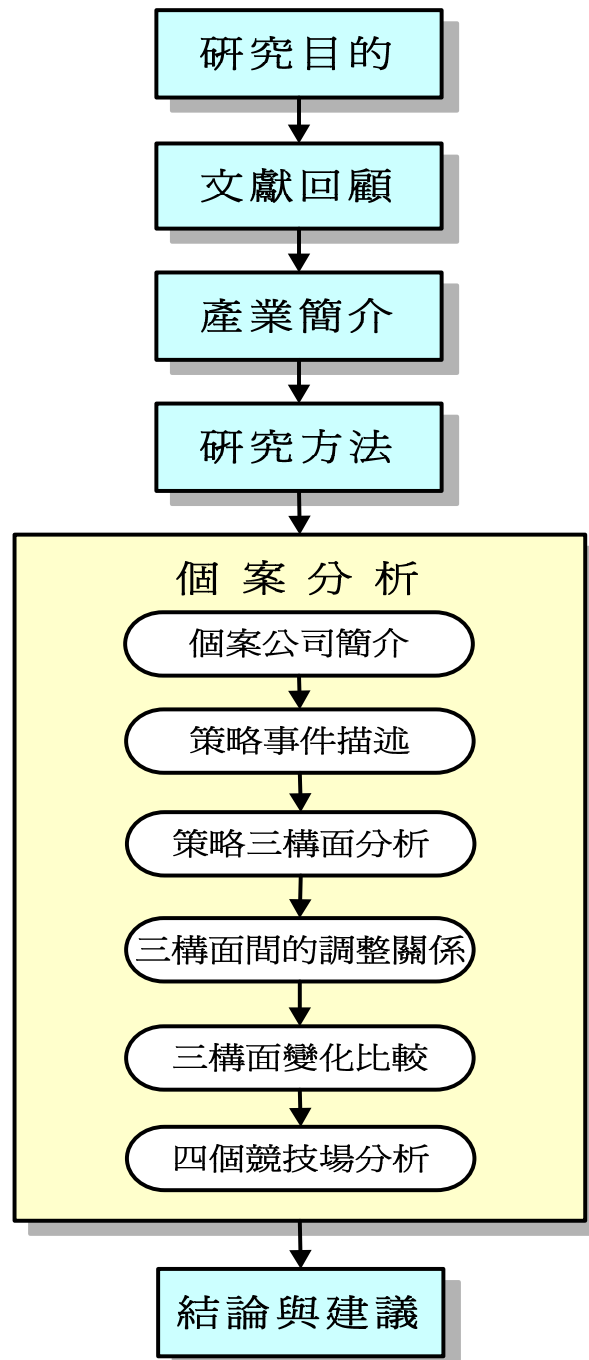 研究目的
文獻回顧
產業簡介
研究方法
個案分析
個案公司簡介
策略事件描述
策略三構面分析
三構面間的調整關係
三構面變化比較
四個競技場分析
結論與建議